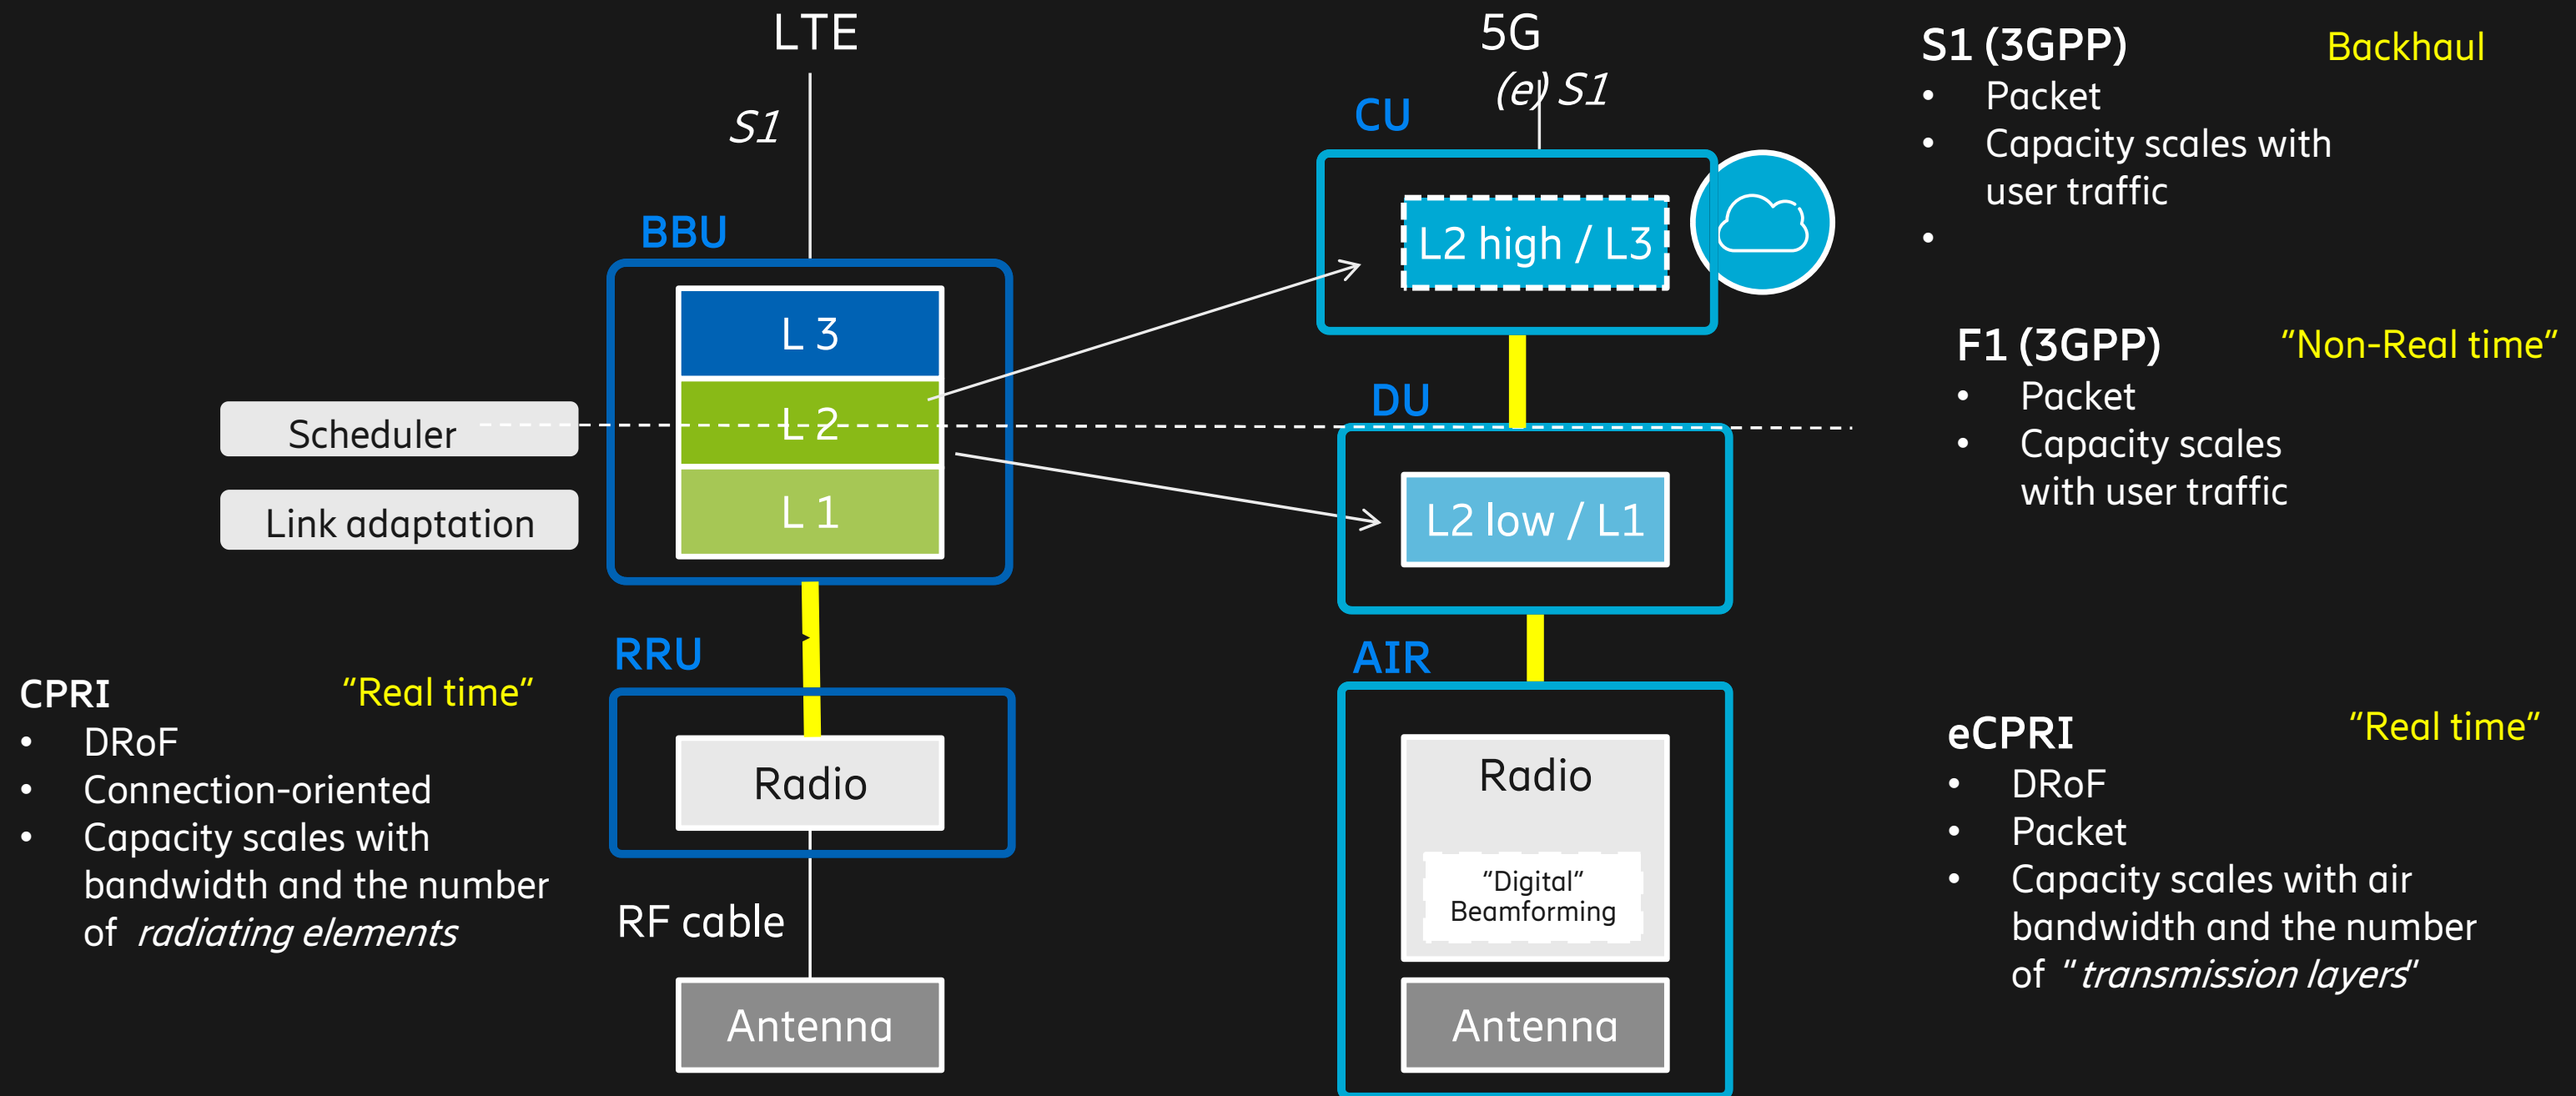 LTE
S1
BBU
L 3
L 2
L 1
Scheduler
Link adaptation
RRU
Radio
RF cable
Antenna
CPRI
“Real time”
• DRoF
• Connection-oriented
• Capacity scales with
bandwidth and the number
of radiating elements
5G
(e) S1
CU
L2 high / L3
DU
L2 low / L1
AIR
Radio
“Digital”
Beamforming
Antenna
S1 (3GPP)
Backhaul
• Packet
• Capacity scales with
user traffic
•
F1 (3GPP)
“Non-Real time”
• Packet
• Capacity scales
with user traffic
eCPRI
“Real time”
• DRoF
• Packet
• Capacity scales with air
bandwidth and the number
of “transmission layers”